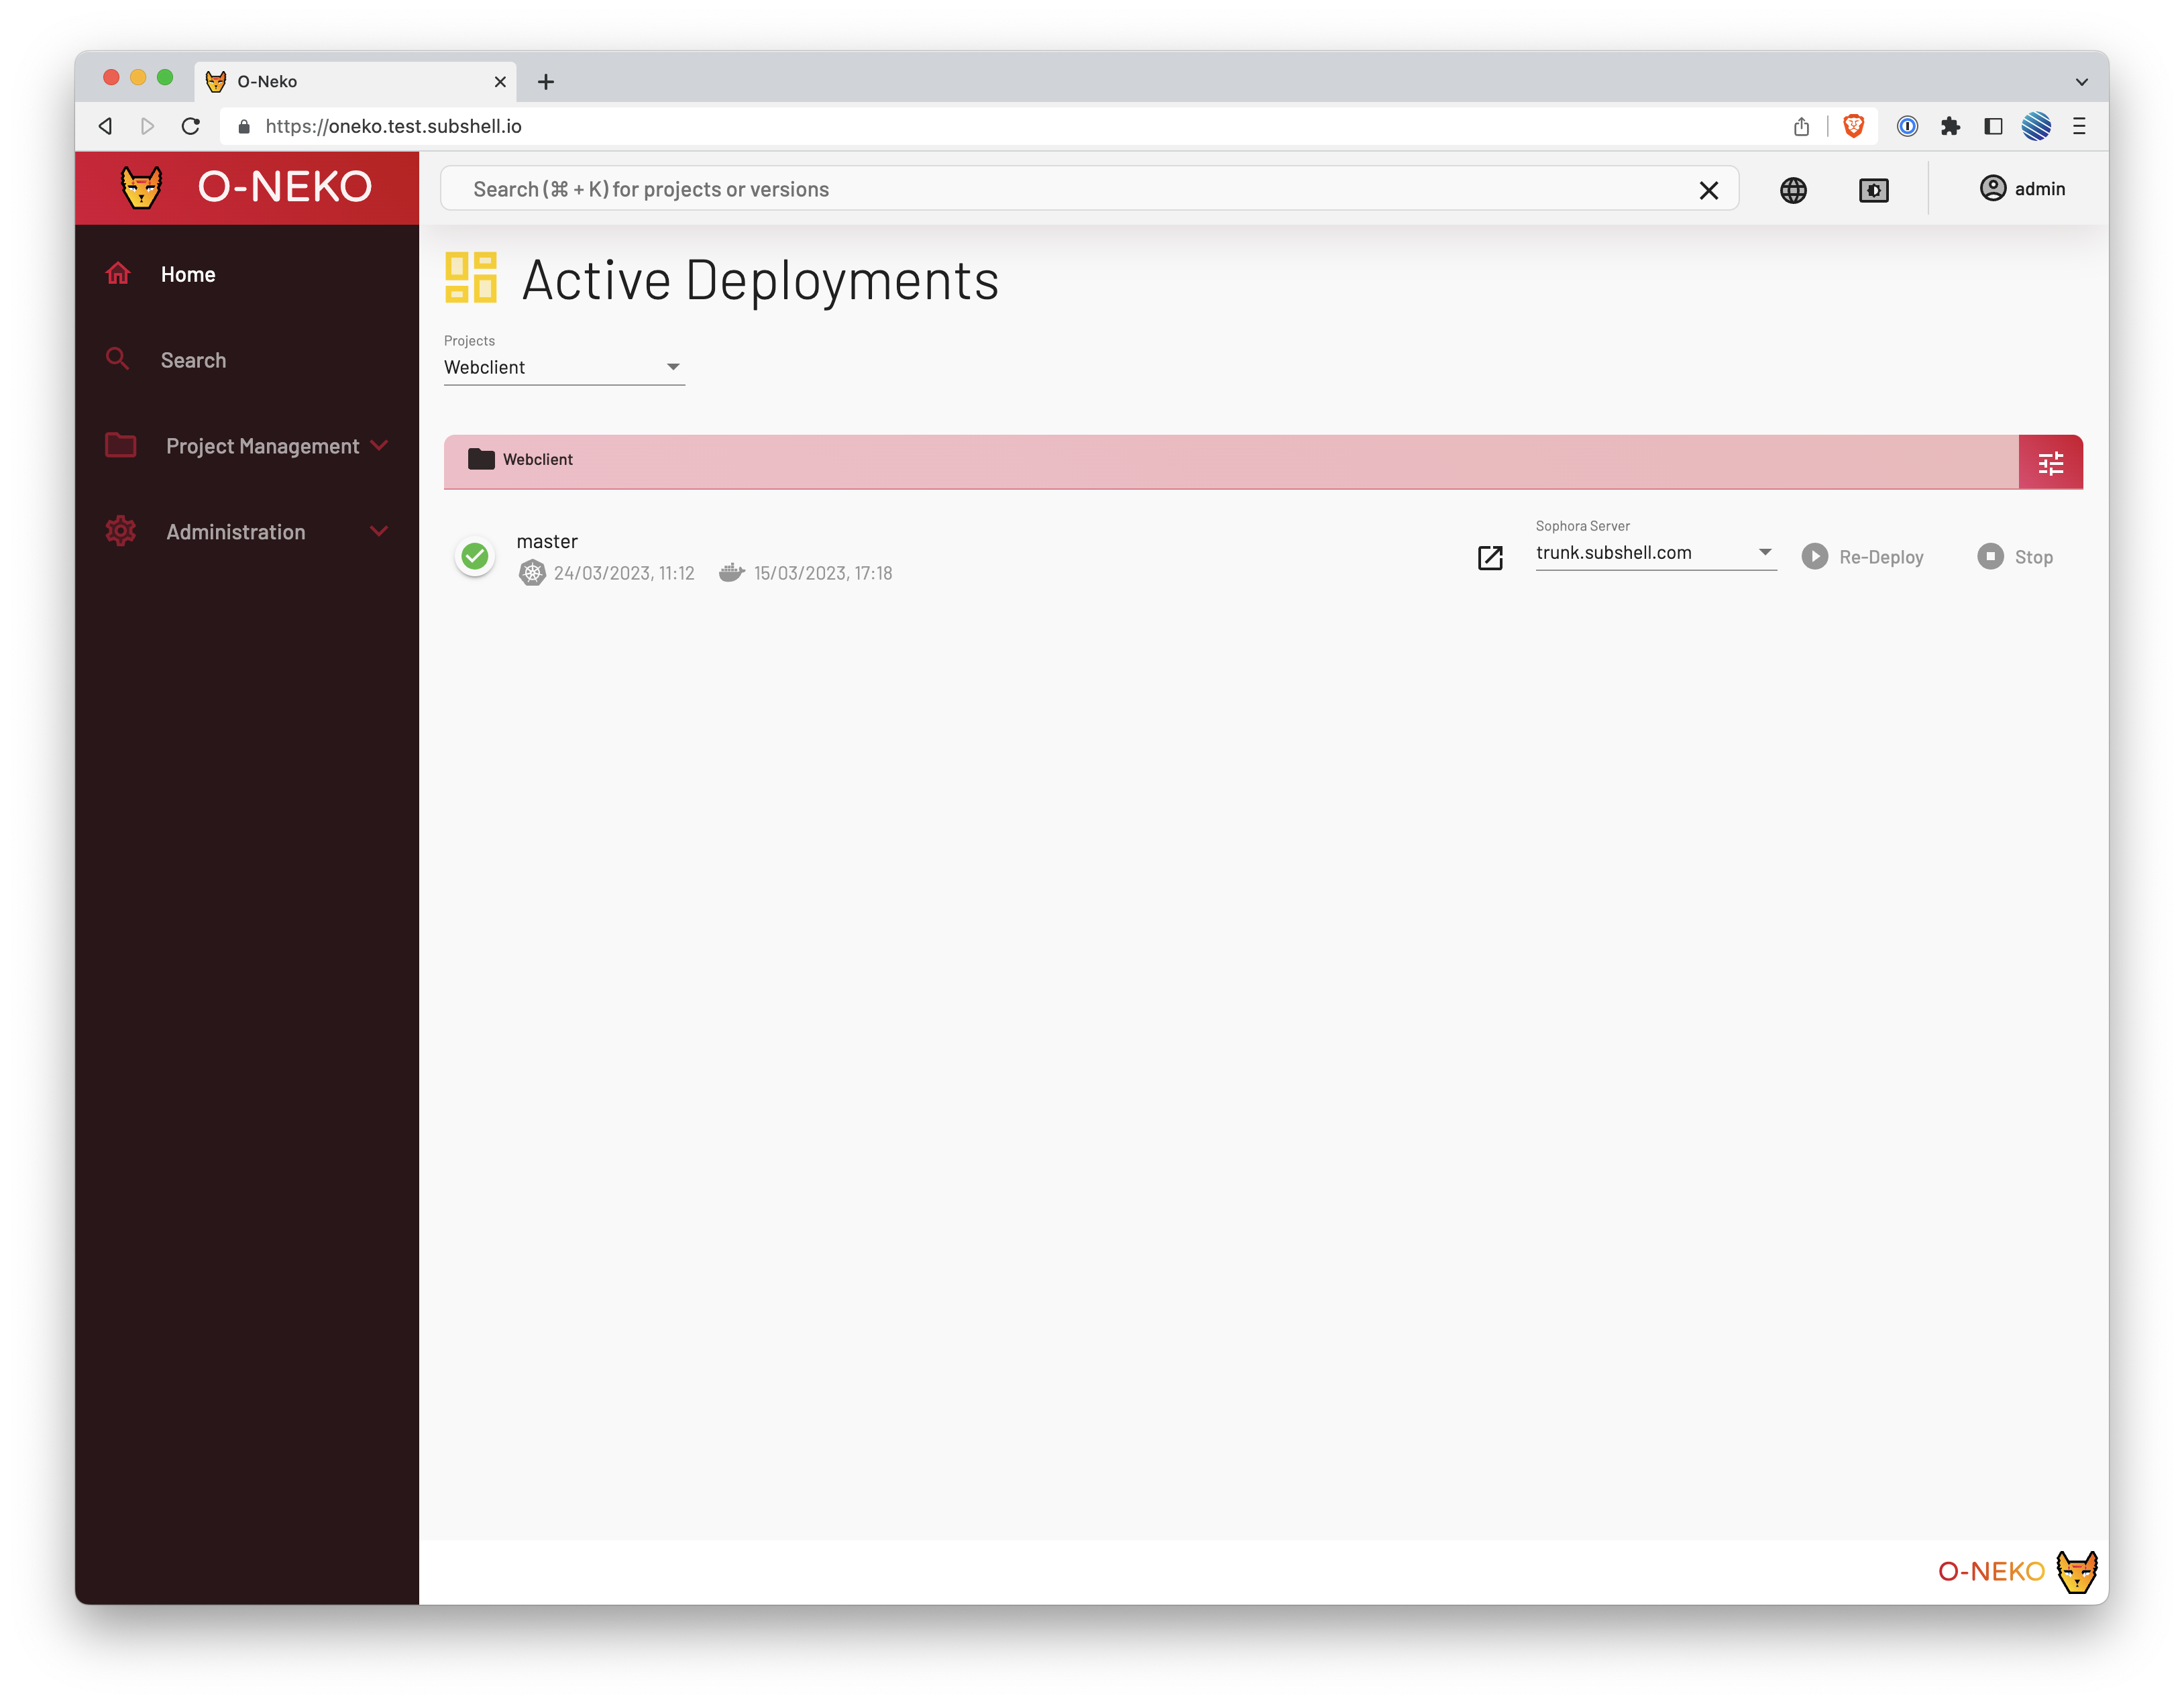 O-Neko
https://oneko.test.subshell.io
O-NEKO
Search (⌘ + K) for projects or versions
admin
Home
Search
Project Management
Administration
Active Deployments
Projects
Webclient
Webclient
master
24/03/2023, 11:12 15/03/2023, 17:18
Sophora Server
trunk.subshell.com
Re-Deploy
Stop
O-NEKO